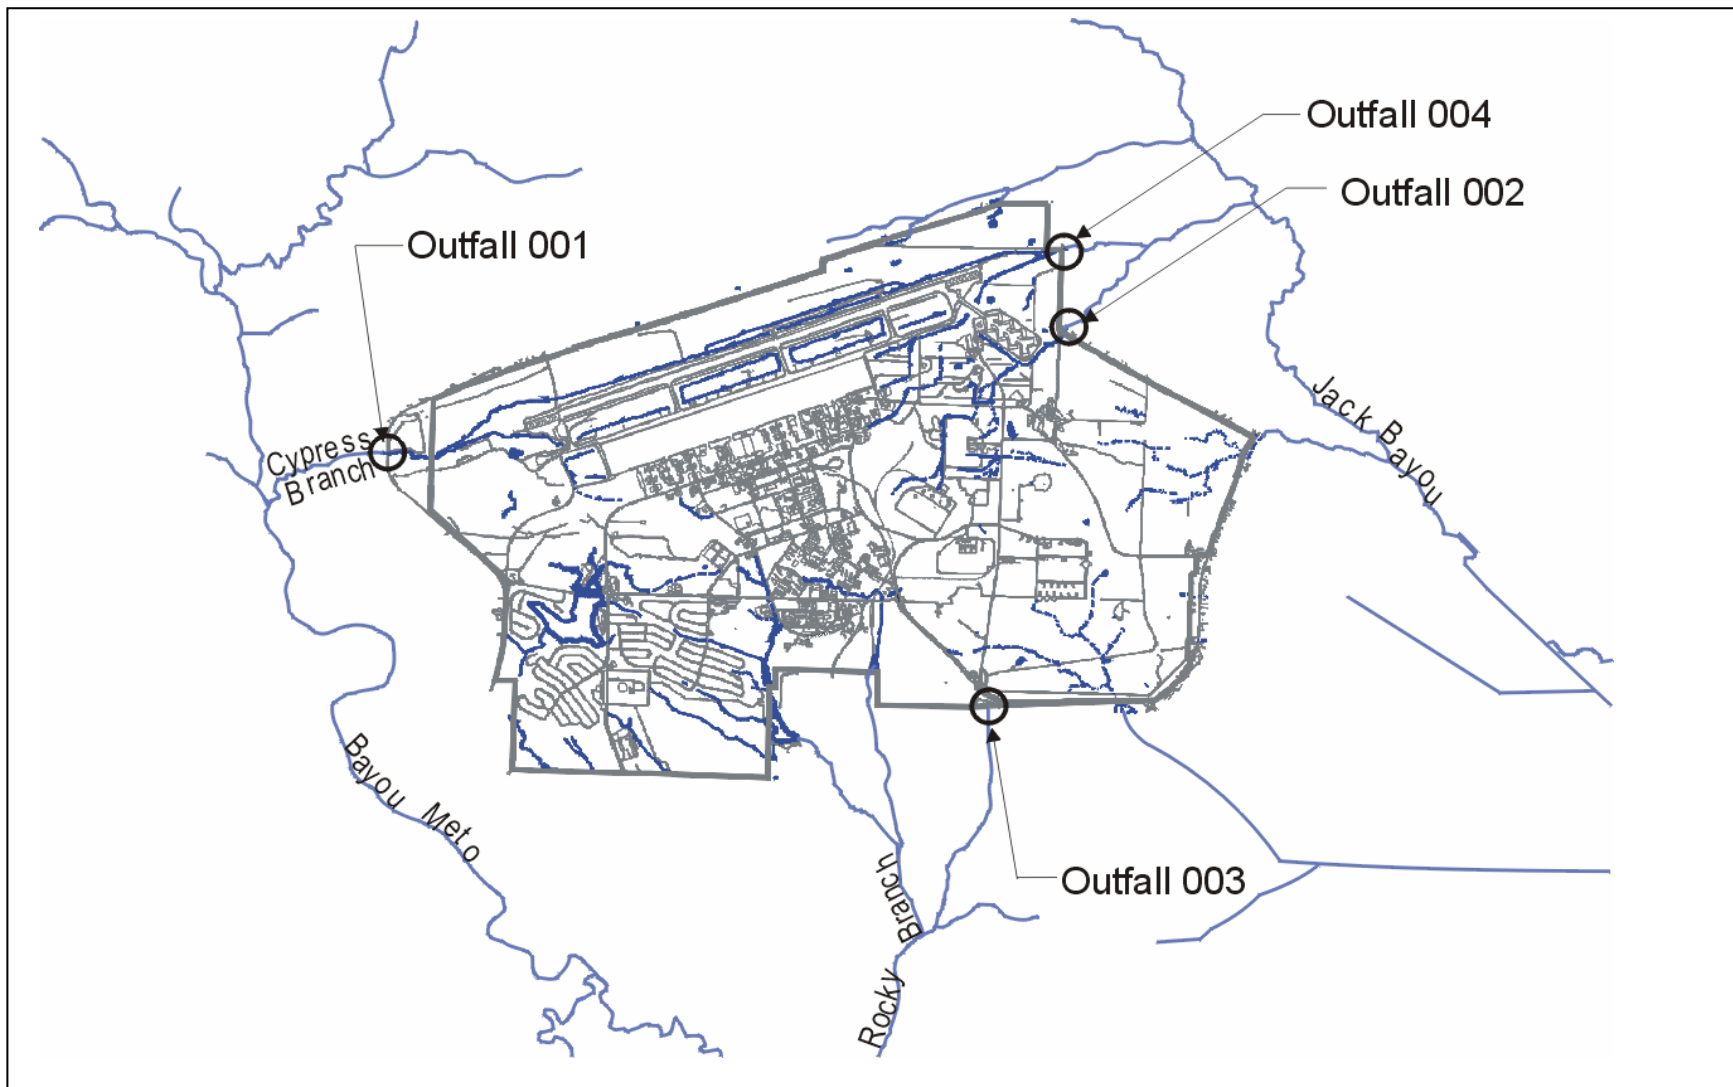 Outfall 004
Outfall 002
Outfall 001
Cypress
Branch
Jack Bayou
Bayou Meto
Outfall 003
Rocky Branch